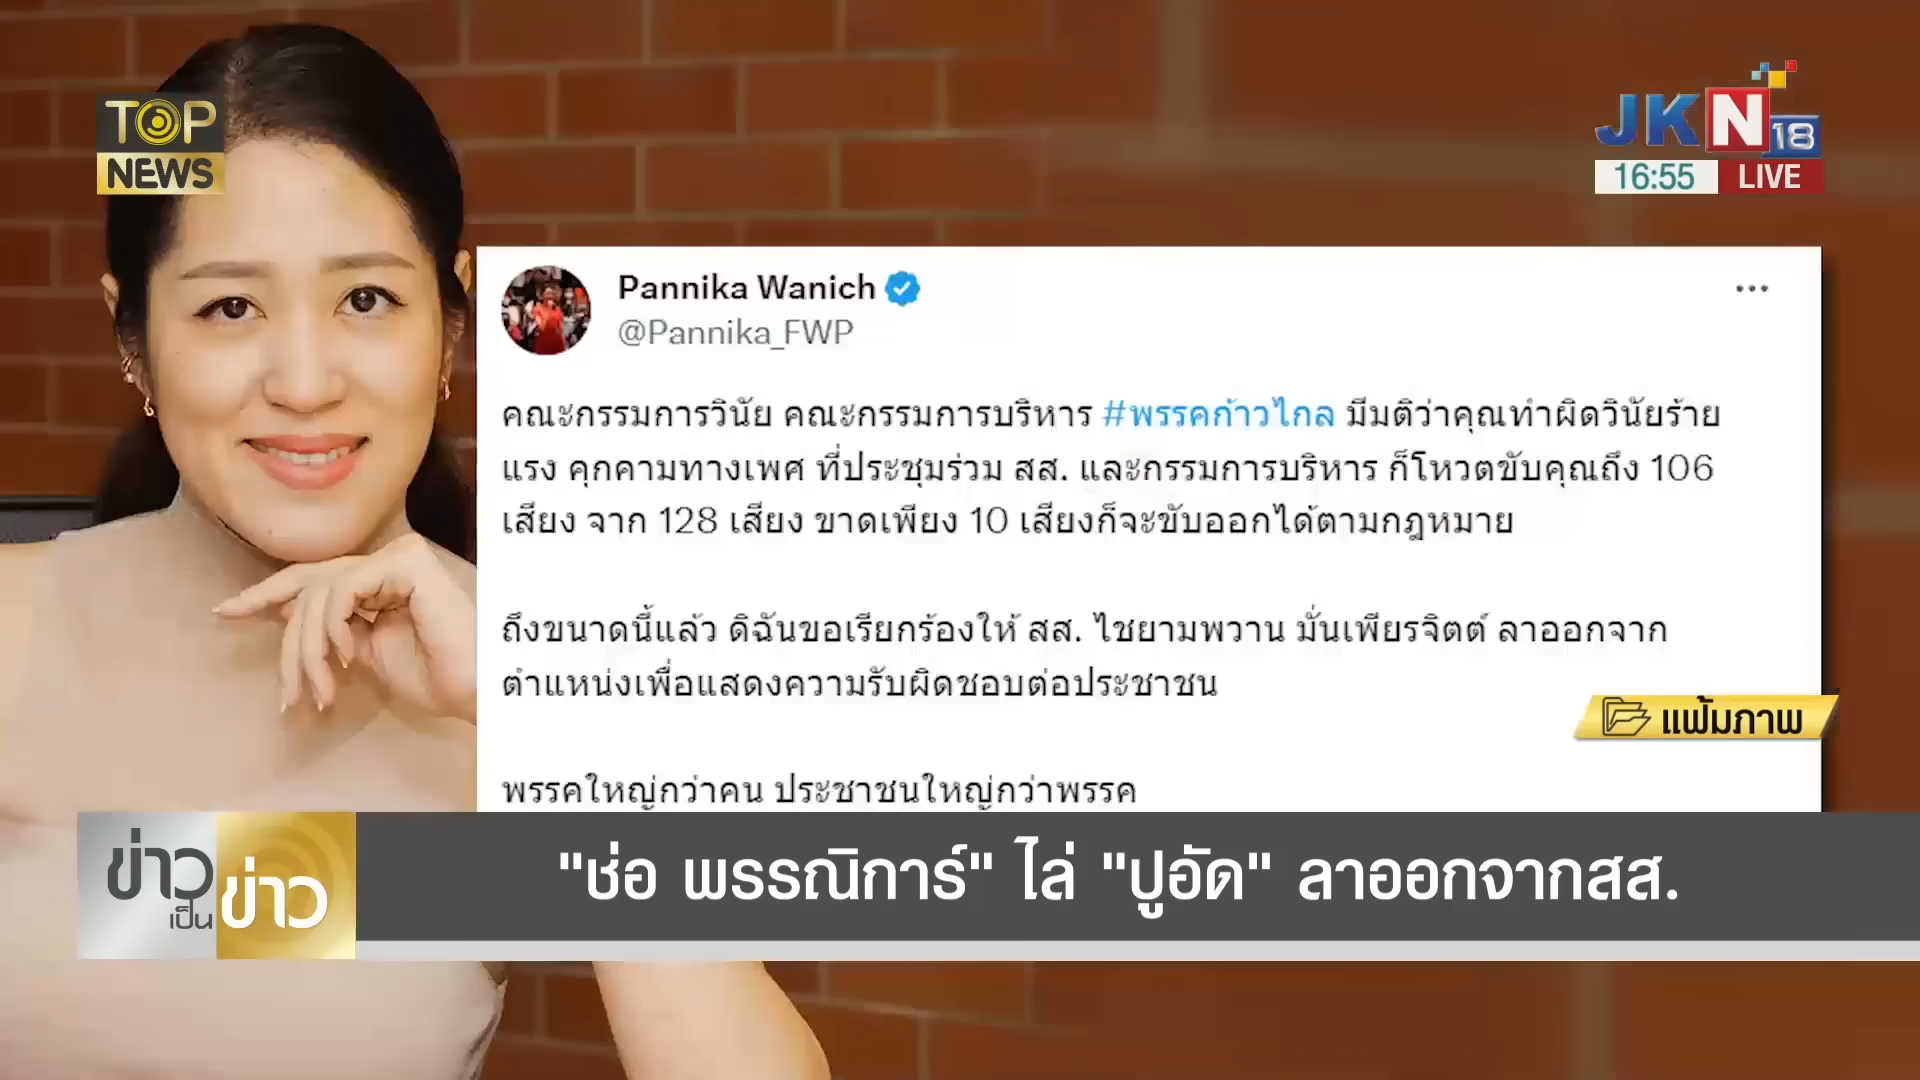 TOP
NEWS
JKN18
16:55 LIVE
Pannika Wanich
@Pannika_FWP
คณะกรรมการวินัย คณะกรรมการบริหาร #พรรคก้าวไกล มีมติว่าคุณทำผิดวินัยร้าย
แรง คุกคามทางเพศ ที่ประชุมร่วม สส. และกรรมการบริหาร ก็โหวตขับคุณถึง 106
เสียง จาก 128 เสียง ขาดเพียง 10 เสียงก็จะขับออกได้ตามกฎหมาย
ถึงขนาดนี้แล้ว ดิฉันขอเรียกร้องให้ สส. ไชยามพวาน มั่นเพียรจิตต์ ลาออกจาก
ตำแหน่งเพื่อแสดงความรับผิดชอบต่อประชาชน
แฟ้มภาพ
พรรคใหญ่กว่าคน ประชาชนใหญ่กว่าพรรค
ข่าวเป็นข่าว
"ช่อ พรรณิการ์" ไล่ "ปูอัด" ลาออกจากสส.